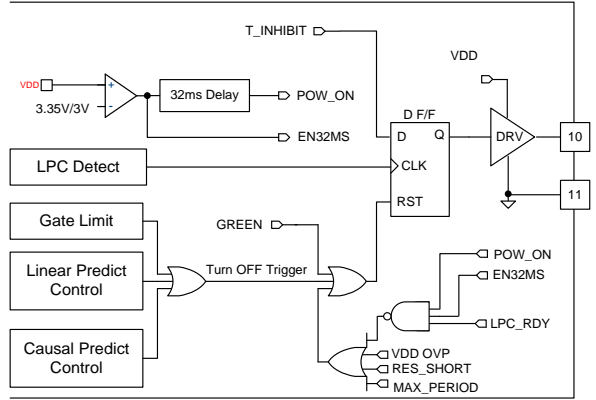 T_INHIBIT
VDD
VDD
+
3.35V/3V
-
32ms Delay
POW_ON
EN32MS
D F/F
D
Q
CLK
RST
DRV
10
11
LPC Detect
Gate Limit
GREEN
Linear Predict
Control
Turn OFF Trigger
Causal Predict
Control
POW_ON
EN32MS
LPC_RDY
VDD OVP
RES_SHORT
MAX_PERIOD